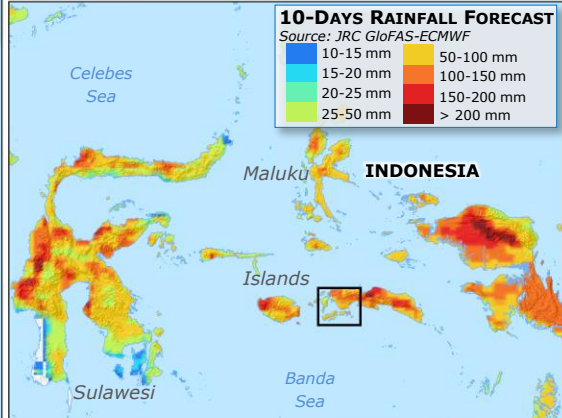 10-DAYS RAINFALL FORECAST
Source: JRC GloFAS-ECMWF
10-15 mm
15-20 mm
20-25 mm
25-50 mm
50-100 mm
100-150 mm
150-200 mm
> 200 mm
Celebes
Sea
Maluku
INDONESIA
Islands
Sulawesi
Banda
Sea